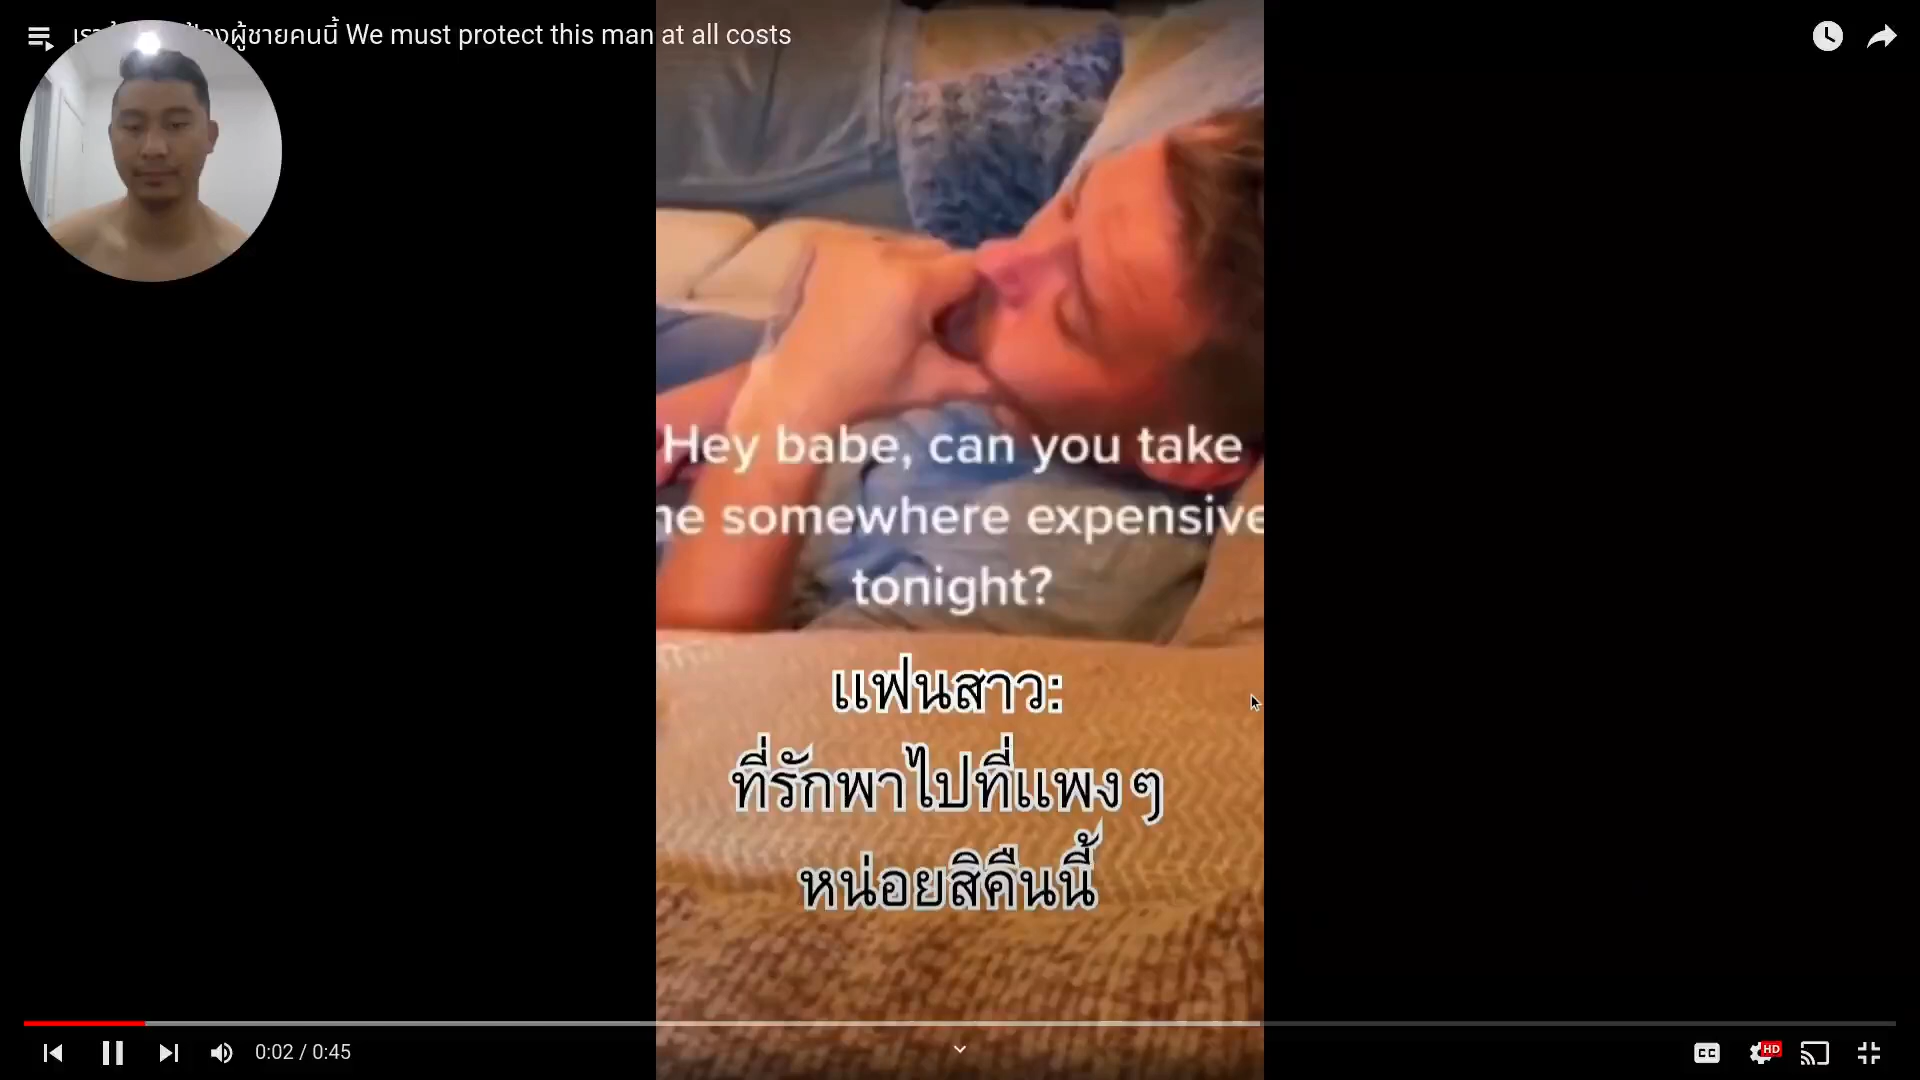 ผู้ชายคนนี้ We must protect this man at all costs
Hey babe, can you take
somewhere expensive
tonight?
แฟนสาว:
ที่รักพาไปที่แพงๆ
หน่อยสิคืนนี้
0:02 / 0:45
CC
HD